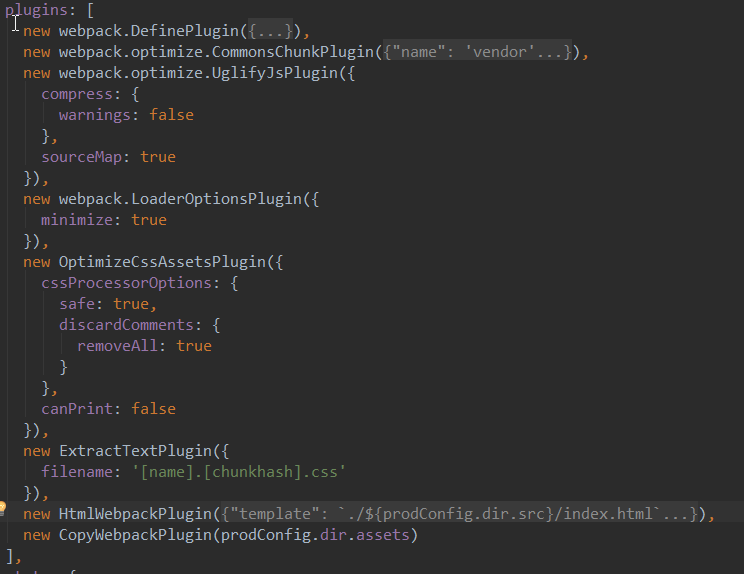 plugins: [
  new webpack.DefinePlugin({...}),
  new webpack.optimize.CommonsChunkPlugin({"name": 'vendor'...}),
  new webpack.optimize.UglifyJsPlugin({
    compress: {
      warnings: false
    },
    sourceMap: true
  }),
  new webpack.LoaderOptionsPlugin({
    minimize: true
  }),
  new OptimizeCssAssetsPlugin({
    cssProcessorOptions: {
      safe: true,
      discardComments: {
        removeAll: true
      }
    },
    canPrint: false
  }),
  new ExtractTextPlugin({
    filename: '[name].[chunkhash].css'
  }),
  new HtmlWebpackPlugin({"template": `./${prodConfig.dir.src}/index.html`...}),
  new CopyWebpackPlugin(prodConfig.dir.assets)
],